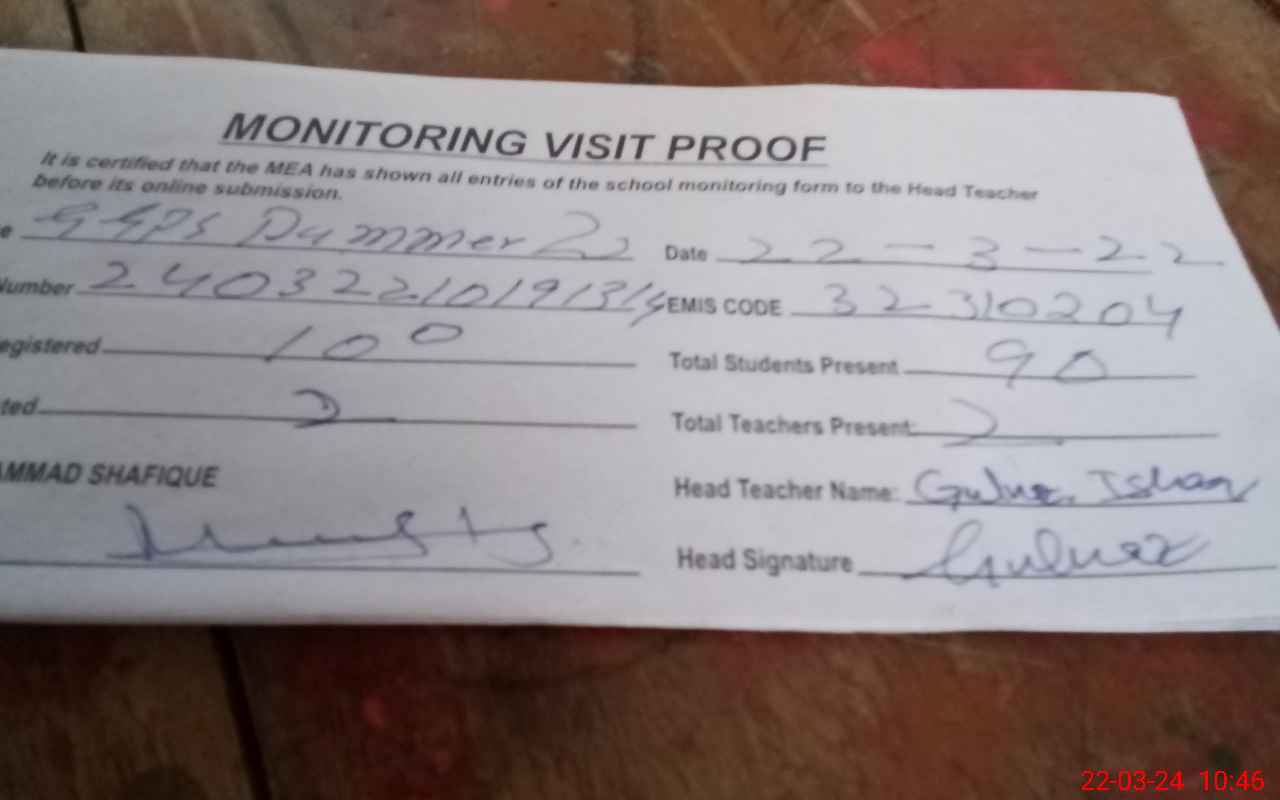 MONITORING VISIT PROOF
It is certified that the MEA has shown all entries of the school monitoring form to the Head Teacher
before its online submission.
e GGPS Dummer Date 22-3-22
Number EMIS CODE 32310204
egistered 100 Total Students Present 90
ted 2 Total Teachers Present: 2
AMMAD SHAFIQUE Head Teacher Name: Gulnaz
Head Signature Gulnaz
22-03-24 10:46